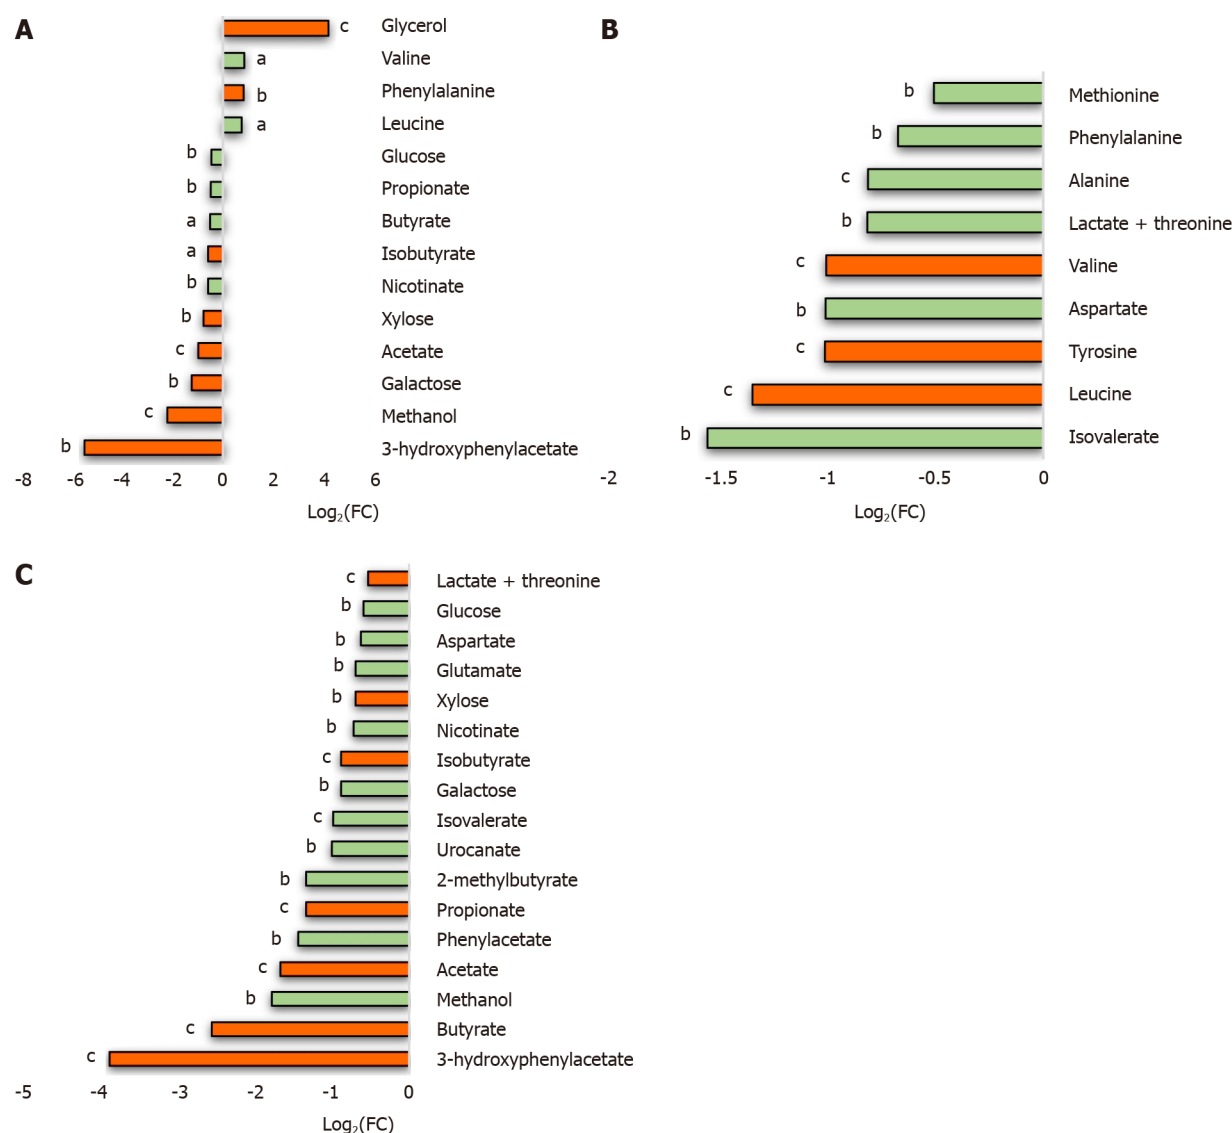 A
c Glycerol
a Valine
b Phenylalanine
a Leucine
b Glucose
b Propionate
a Butyrate
a Isobutyrate
b Nicotinate
b Xylose
c Acetate
b Galactose
c Methanol
b 3-hydroxyphenylacetate
-8 -6 -4 -2 0 2 4 6
Log₂(FC)
B
b Methionine
b Phenylalanine
c Alanine
b Lactate + threonine
c Valine
b Aspartate
c Tyrosine
c Leucine
b Isovalerate
-2 -1.5 -1 -0.5 0
Log₂(FC)
C
c Lactate + threonine
b Glucose
b Aspartate
b Glutamate
b Xylose
b Nicotinate
c Isobutyrate
b Galactose
c Isovalerate
b Urocanate
b 2-methylbutyrate
c Propionate
b Phenylacetate
c Acetate
b Methanol
c Butyrate
c 3-hydroxyphenylacetate
-5 -4 -3 -2 -1 0
Log₂(FC)